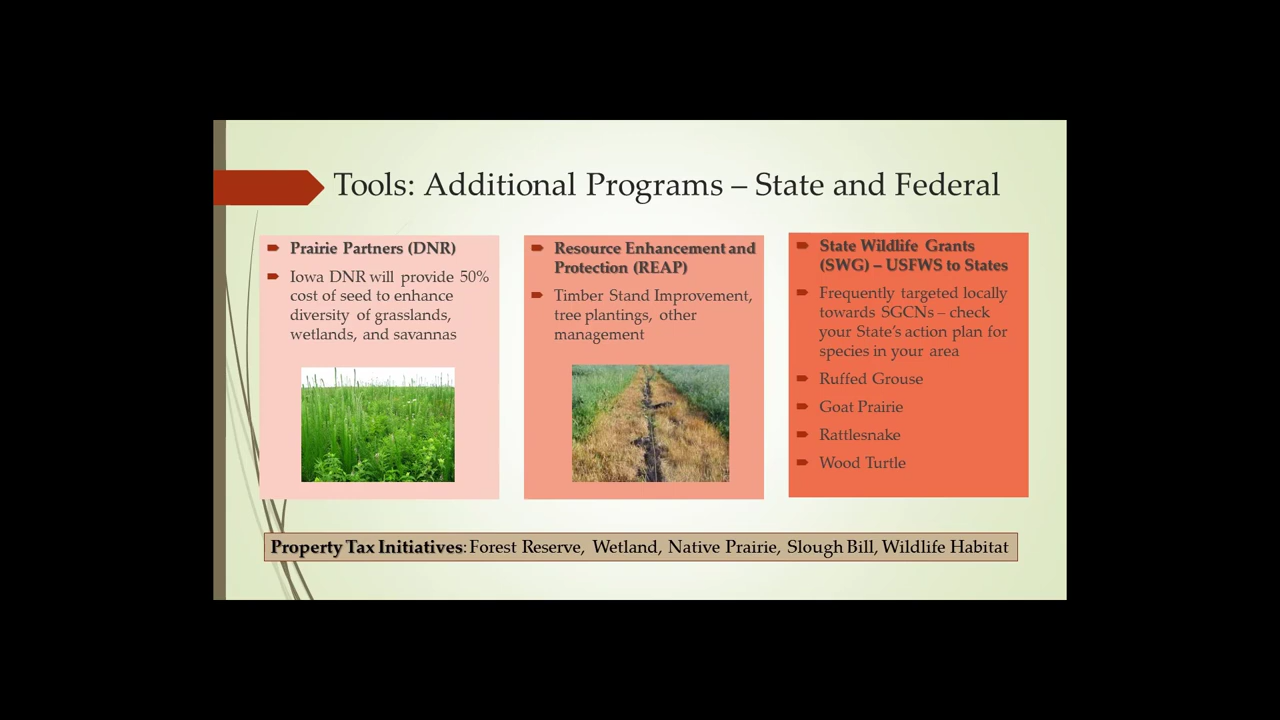 Tools: Additional Programs – State and Federal
Prairie Partners (DNR)
Iowa DNR will provide 50%
cost of seed to enhance
diversity of grasslands,
wetlands, and savannas
Resource Enhancement and
Protection (REAP)
Timber Stand Improvement,
tree plantings, other
management
State Wildlife Grants
(SWG) – USFWS to States
Frequently targeted locally
towards SGCNs – check
your State's action plan for
species in your area
Ruffed Grouse
Goat Prairie
Rattlesnake
Wood Turtle
Property Tax Initiatives: Forest Reserve, Wetland, Native Prairie, Slough Bill, Wildlife Habitat